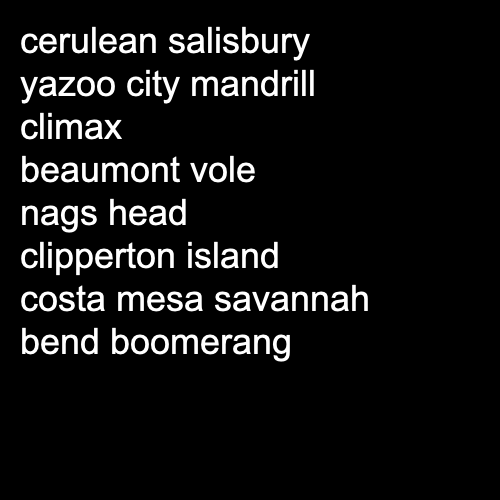 cerulean salisbury
yazoo city mandrill
climax
beaumont vole
nags head
clipperton island
costa mesa savannah
bend boomerang